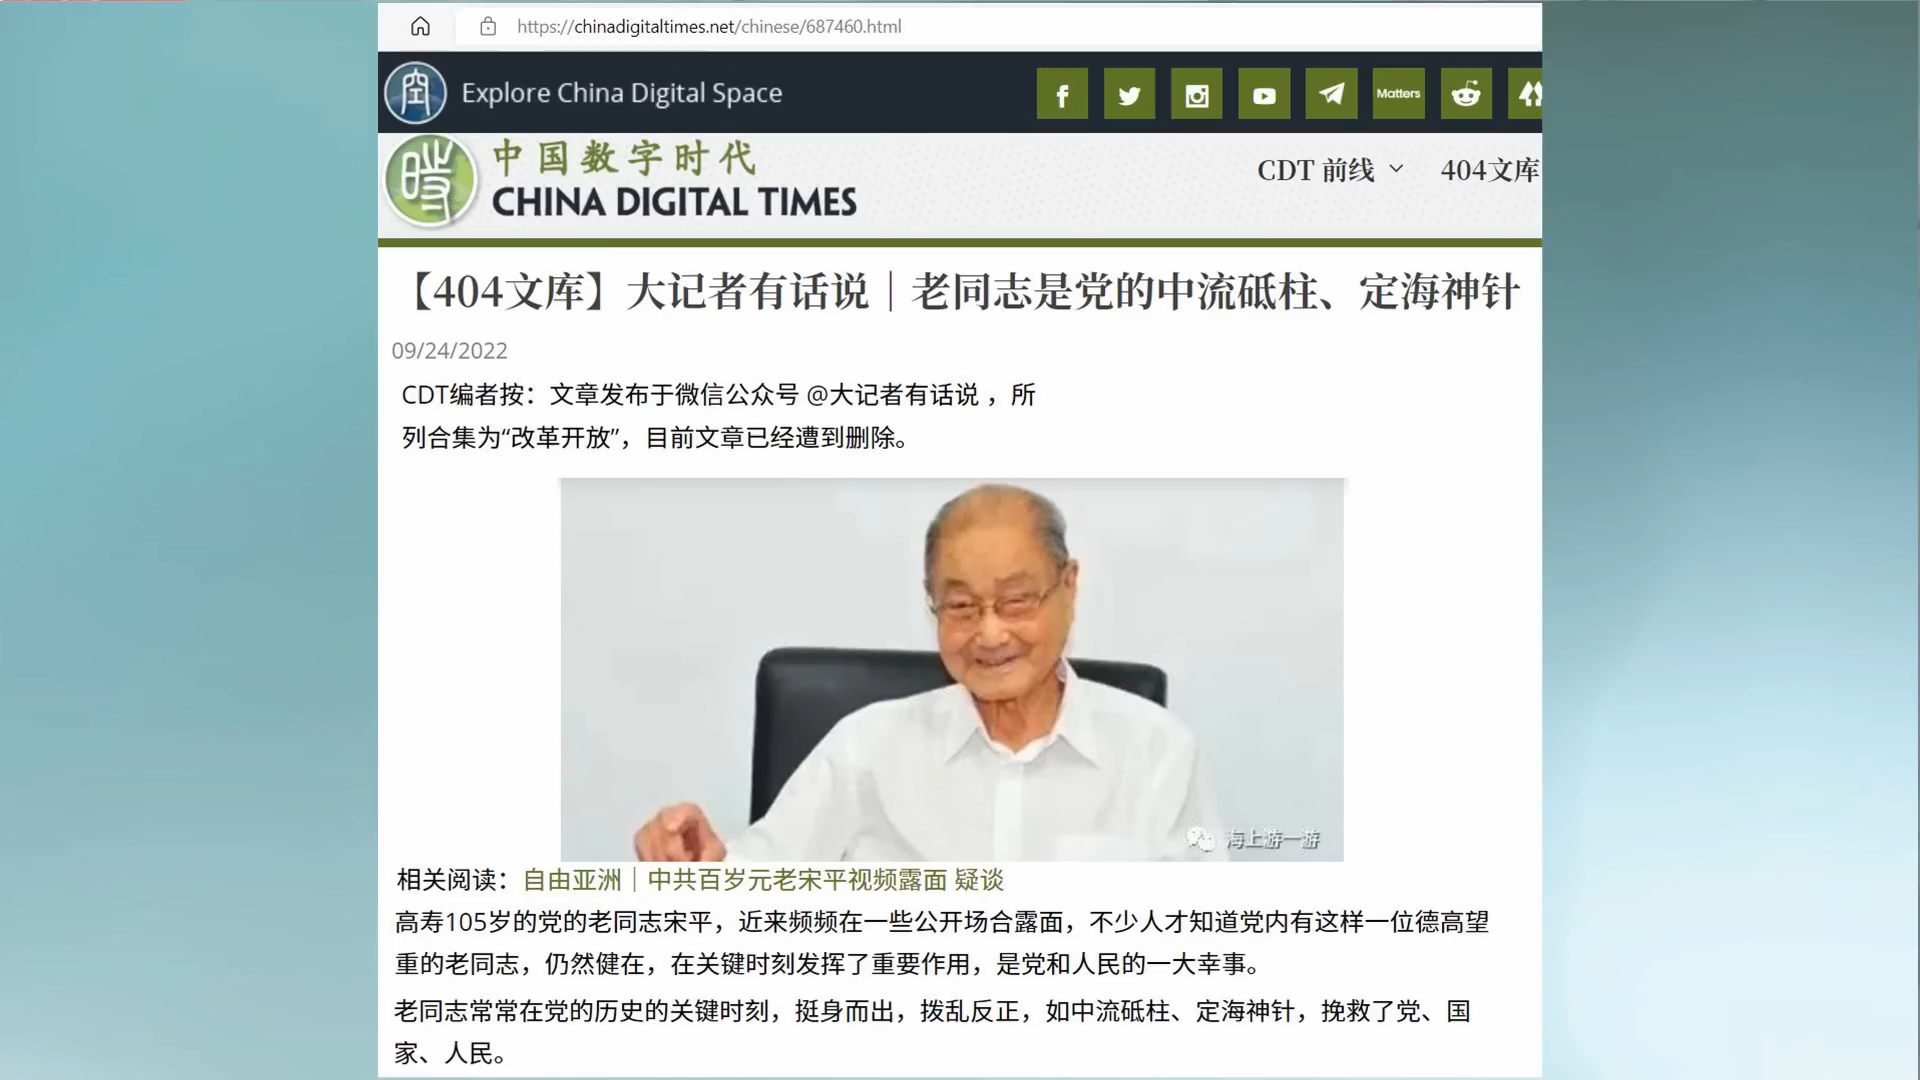 https://chinadigitaltimes.net/chinese/687460.html
Explore China Digital Space
Matters
中国数字时代
CHINA DIGITAL TIMES
CDT 前线
404文库
【404文库】大记者有话说｜老同志是党的中流砥柱、定海神针
09/24/2022
CDT编者按：文章发布于微信公众号 @大记者有话说 ，所
列合集为“改革开放”，目前文章已经遭到删除。
海上游一游
相关阅读：自由亚洲｜中共百岁元老宋平视频露面 疑谈
高寿105岁的党的老同志宋平，近来频频在一些公开场合露面，不少人才知道党内有这样一位德高望
重的老同志，仍然健在，在关键时刻发挥了重要作用，是党和人民的一大幸事。
老同志常常在党的历史的关键时刻，挺身而出，拨乱反正，如中流砥柱、定海神针，挽救了党、国
家、人民。